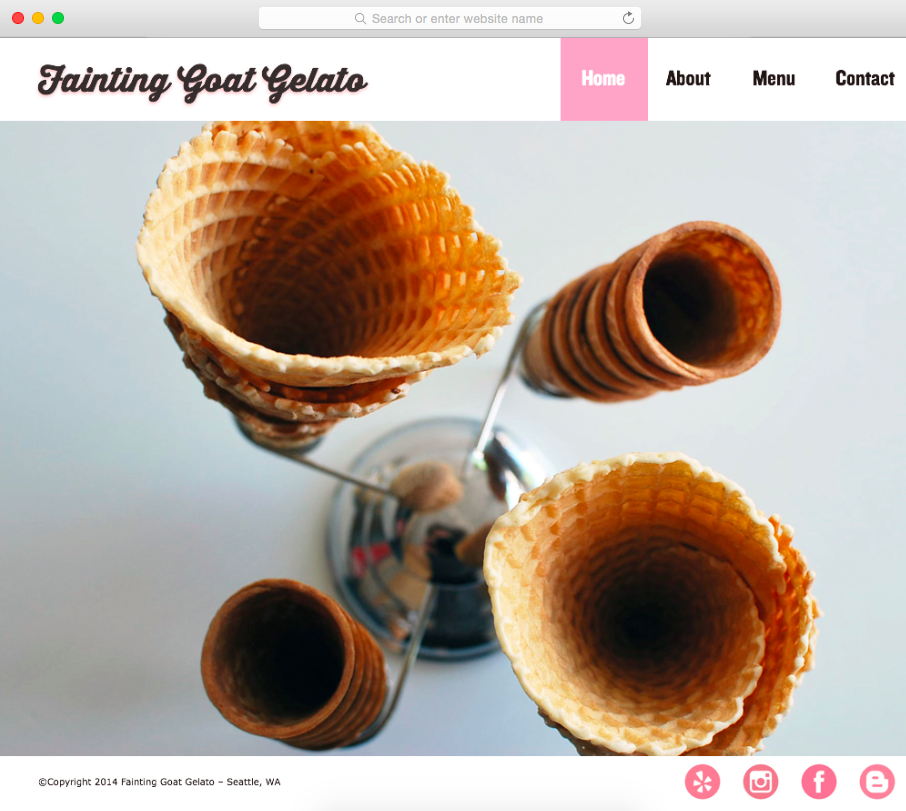 Search or enter website name
Fainting Goat Gelato
Home About Menu Contact
©Copyright 2014 Fainting Goat Gelato – Seattle, WA